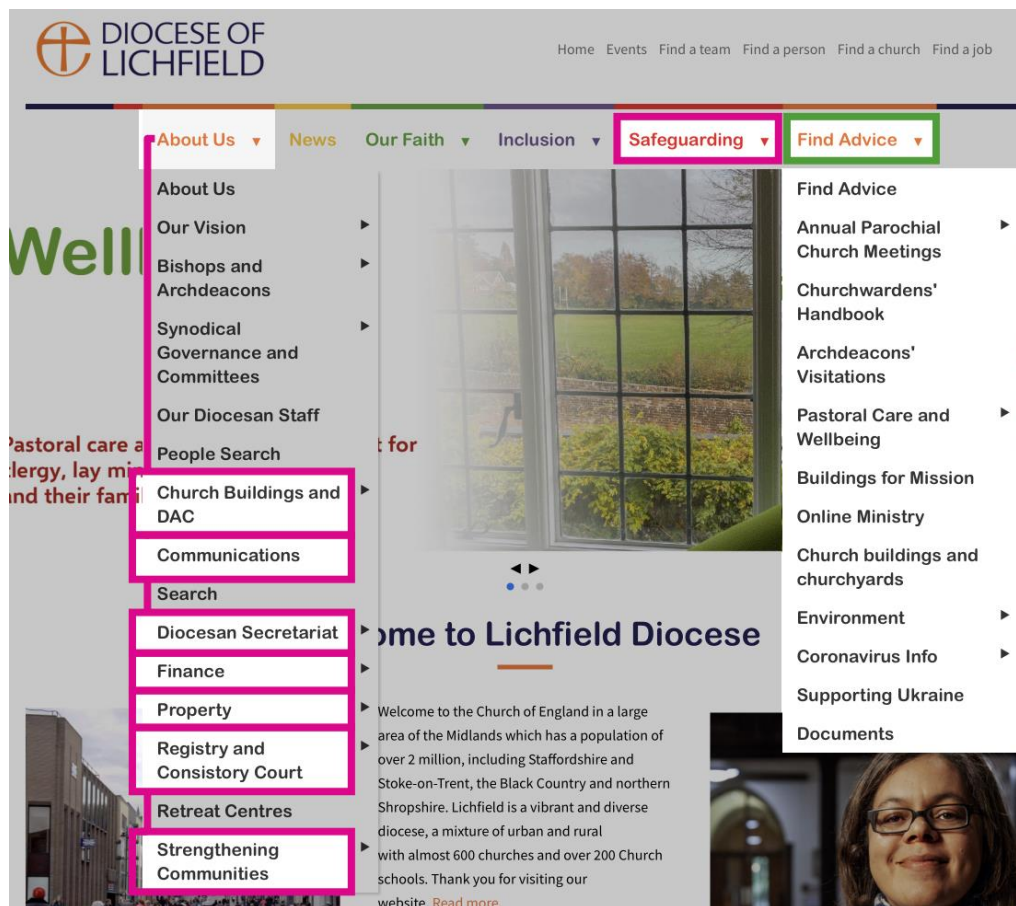 DIOCESE OF
LICHFIELD
Home Events Find a team Find a person Find a church Find a job
About Us ▼ News Our Faith ▼ Inclusion ▼ Safeguarding ▼ Find Advice ▼
About Us
Our Vision
Bishops and
Archdeacons
Synodical
Governance and
Committees
Our Diocesan Staff
People Search
Church Buildings and
DAC
Communications
Search
Diocesan Secretariat
Finance
Property
Registry and
Consistory Court
Retreat Centres
Strengthening
Communities
Find Advice
Annual Parochial
Church Meetings
Churchwardens'
Handbook
Archdeacons'
Visitations
Pastoral Care and
Wellbeing
Buildings for Mission
Online Ministry
Church buildings and
churchyards
Environment
Coronavirus Info
Supporting Ukraine
Documents
Well
Pastoral care a
t for
clergy, lay mi
and their fami
ome to Lichfield Diocese
Welcome to the Church of England in a large
area of the Midlands which has a population of
over 2 million, including Staffordshire and
Stoke-on-Trent, the Black Country and northern
Shropshire. Lichfield is a vibrant and diverse
diocese, a mixture of urban and rural
with almost 600 churches and over 200 Church
schools. Thank you for visiting our
website. Read more